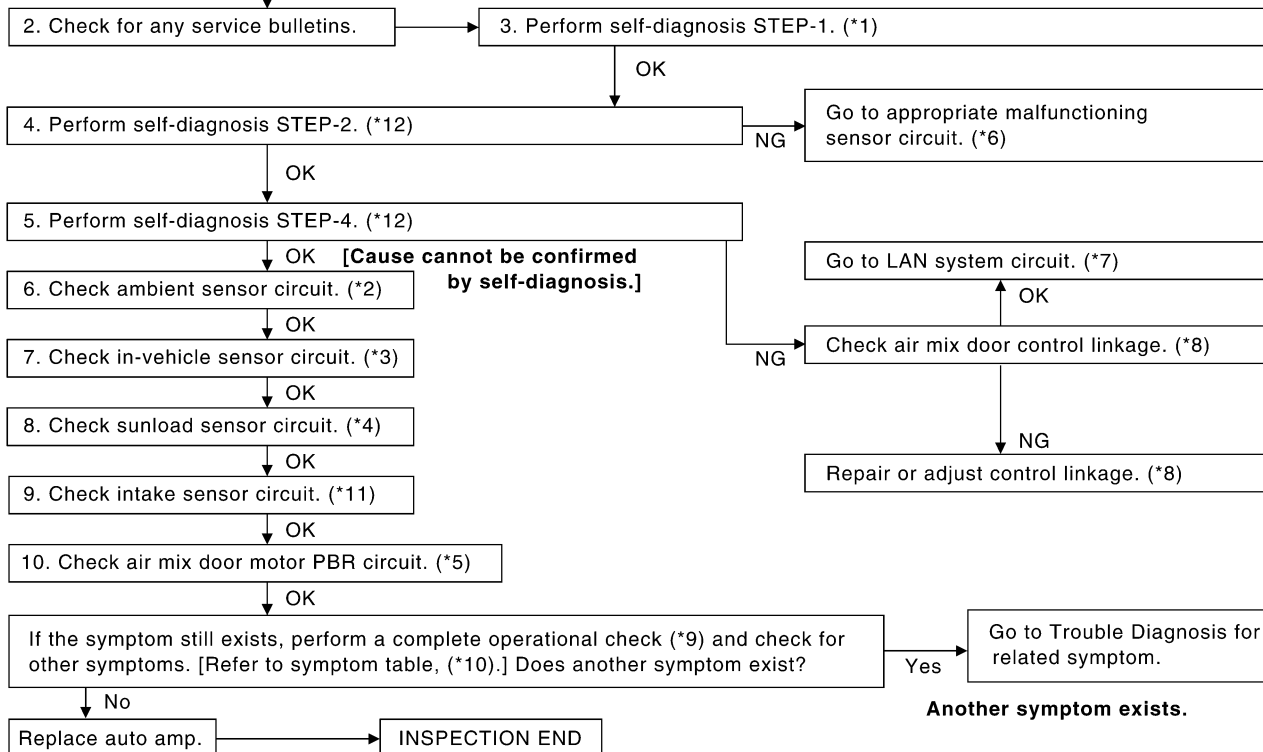 2. Check for any service bulletins.
3. Perform self-diagnosis STEP-1. (*1)
OK
4. Perform self-diagnosis STEP-2. (*12)
NG
Go to appropriate malfunctioning
sensor circuit. (*6)
OK
5. Perform self-diagnosis STEP-4. (*12)
OK
[Cause cannot be confirmed
by self-diagnosis.]
Go to LAN system circuit. (*7)
OK
6. Check ambient sensor circuit. (*2)
OK
NG
Check air mix door control linkage. (*8)
7. Check in-vehicle sensor circuit. (*3)
OK
8. Check sunload sensor circuit. (*4)
NG
OK
Repair or adjust control linkage. (*8)
9. Check intake sensor circuit. (*11)
OK
10. Check air mix door motor PBR circuit. (*5)
OK
If the symptom still exists, perform a complete operational check (*9) and check for
other symptoms. [Refer to symptom table, (*10).] Does another symptom exist?
Yes
Go to Trouble Diagnosis for
related symptom.
No
Another symptom exists.
Replace auto amp.
INSPECTION END